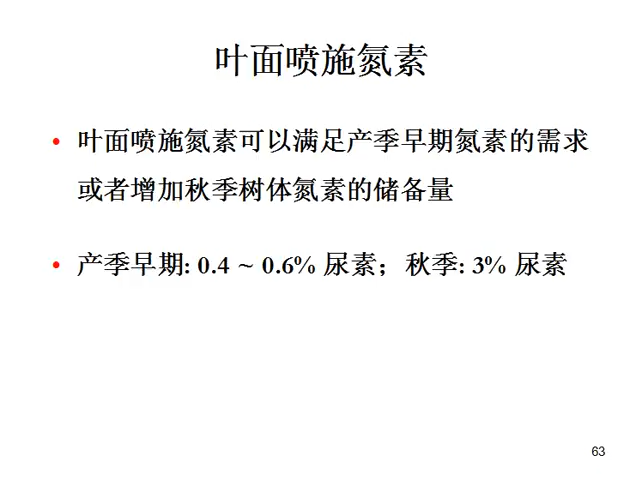 叶面喷施氮素
• 叶面喷施氮素可以满足产季早期氮素的需求
或者增加秋季树体氮素的储备量
• 产季早期: 0.4 ~ 0.6% 尿素；秋季: 3% 尿素
63